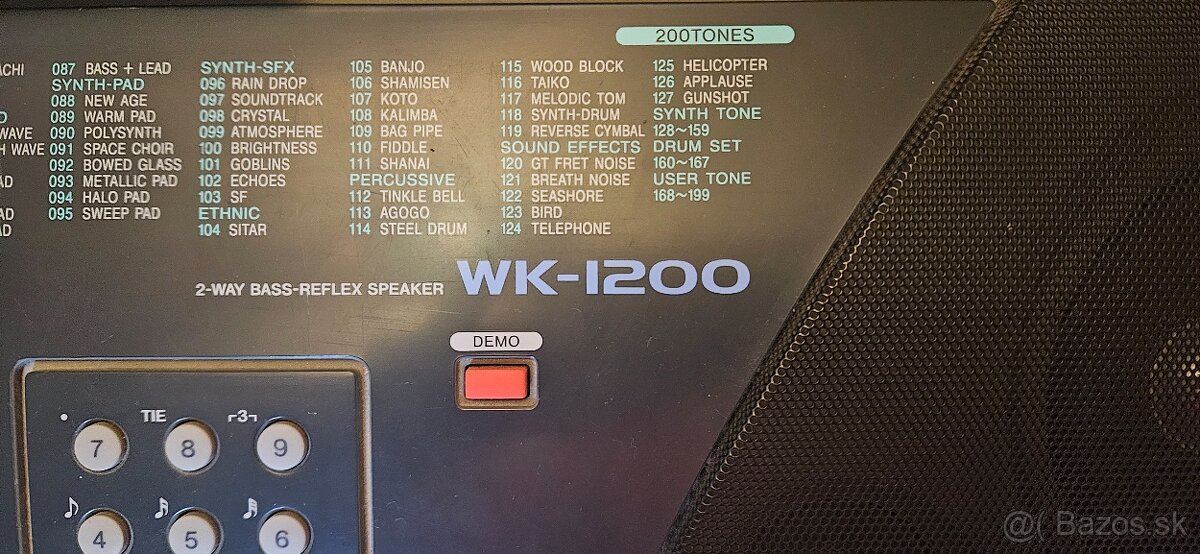 200TONES
ACHI
WAVE
H WAVE
AD
AD
AD
087 BASS + LEAD
SYNTH-PAD
088 NEW AGE
089 WARM PAD
090 POLYSYNTH
091 SPACE CHOIR
092 BOWED GLASS
093 METALLIC PAD
094 HALO PAD
095 SWEEP PAD
SYNTH-SFX
096 RAIN DROP
097 SOUNDTRACK
098 CRYSTAL
099 ATMOSPHERE
100 BRIGHTNESS
101 GOBLINS
102 ECHOES
103 SF
ETHNIC
104 SITAR
105 BANJO
106 SHAMISEN
107 KOTO
108 KALIMBA
109 BAG PIPE
110 FIDDLE
111 SHANAI
PERCUSSIVE
112 TINKLE BELL
113 AGOGO
114 STEEL DRUM
115 WOOD BLOCK
116 TAIKO
117 MELODIC TOM
118 SYNTH-DRUM
119 REVERSE CYMBAL
SOUND EFFECTS
120 GT FRET NOISE
121 BREATH NOISE
122 SEASHORE
123 BIRD
124 TELEPHONE
125 HELICOPTER
126 APPLAUSE
127 GUNSHOT
SYNTH TONE
128~159
DRUM SET
160~167
USER TONE
168~199
2-WAY BASS-REFLEX SPEAKER WK-1200
DEMO
TIE 3
7 8 9
4 5 6
@( Bazos.sk